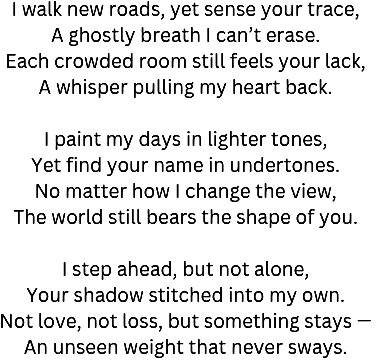 I walk new roads, yet sense your trace,
A ghostly breath I can’t erase.
Each crowded room still feels your lack,
A whisper pulling my heart back.

I paint my days in lighter tones,
Yet find your name in undertones.
No matter how I change the view,
The world still bears the shape of you.

I step ahead, but not alone,
Your shadow stitched into my own.
Not love, not loss, but something stays —
An unseen weight that never sways.